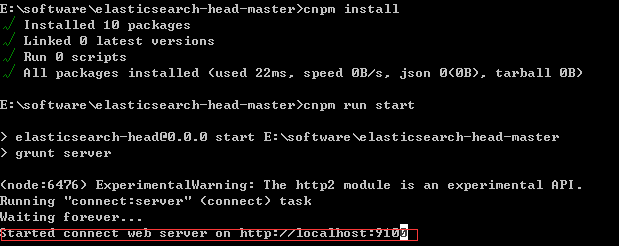 E:\software\elasticsearch-head-master>cnpm install
√ Installed 10 packages
√ Linked 0 latest versions
√ Run 0 scripts
√ All packages installed (used 22ms, speed 0B/s, json 0(0B), tarball 0B)
E:\software\elasticsearch-head-master>cnpm run start
> elasticsearch-head@0.0.0 start E:\software\elasticsearch-head-master
> grunt server
(node:6476) ExperimentalWarning: The http2 module is an experimental API.
Running "connect:server" (connect) task
Waiting forever...
Started connect web server on http://localhost:9100